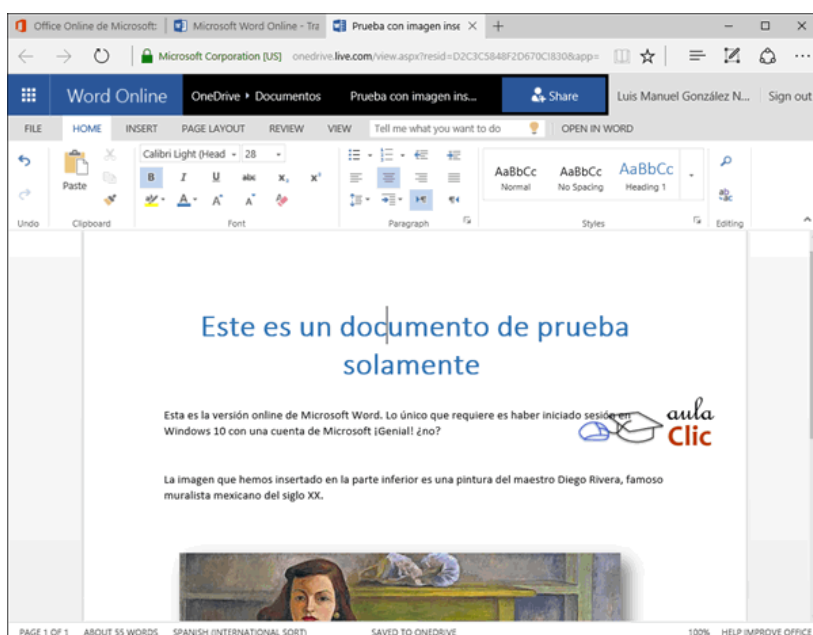 Office Online de Microsoft:
Microsoft Word Online - Tra
Prueba con imagen inse
Microsoft Corporation [US] onedrive.live.com/view.aspx?resid=D2C3C5848F2D670C!830&app=
Word Online
OneDrive
Documentos
Prueba con imagen ins...
Share
Luis Manuel González N...
Sign out
FILE HOME INSERT PAGE LAYOUT REVIEW VIEW Tell me what you want to do OPEN IN WORD
Calibri Light (Head 28
Paste
B I U abc x₂ x²
A A A
AaBbCc AaBbCc AaBbCc
Normal No Spacing Heading 1
Undo Clipboard Font Paragraph Styles Editing
Este es un documento de prueba
solamente
Esta es la versión online de Microsoft Word. Lo único que requiere es haber iniciado sesión en
Windows 10 con una cuenta de Microsoft ¡Genial! ¿no?
aula
Clic
La imagen que hemos insertado en la parte inferior es una pintura del maestro Diego Rivera, famoso
muralista mexicano del siglo XX.
PAGE 1 OF 1 ABOUT 55 WORDS SPANISH (INTERNATIONAL SORT) SAVED TO ONEDRIVE 100% HELP IMPROVE OFFICE